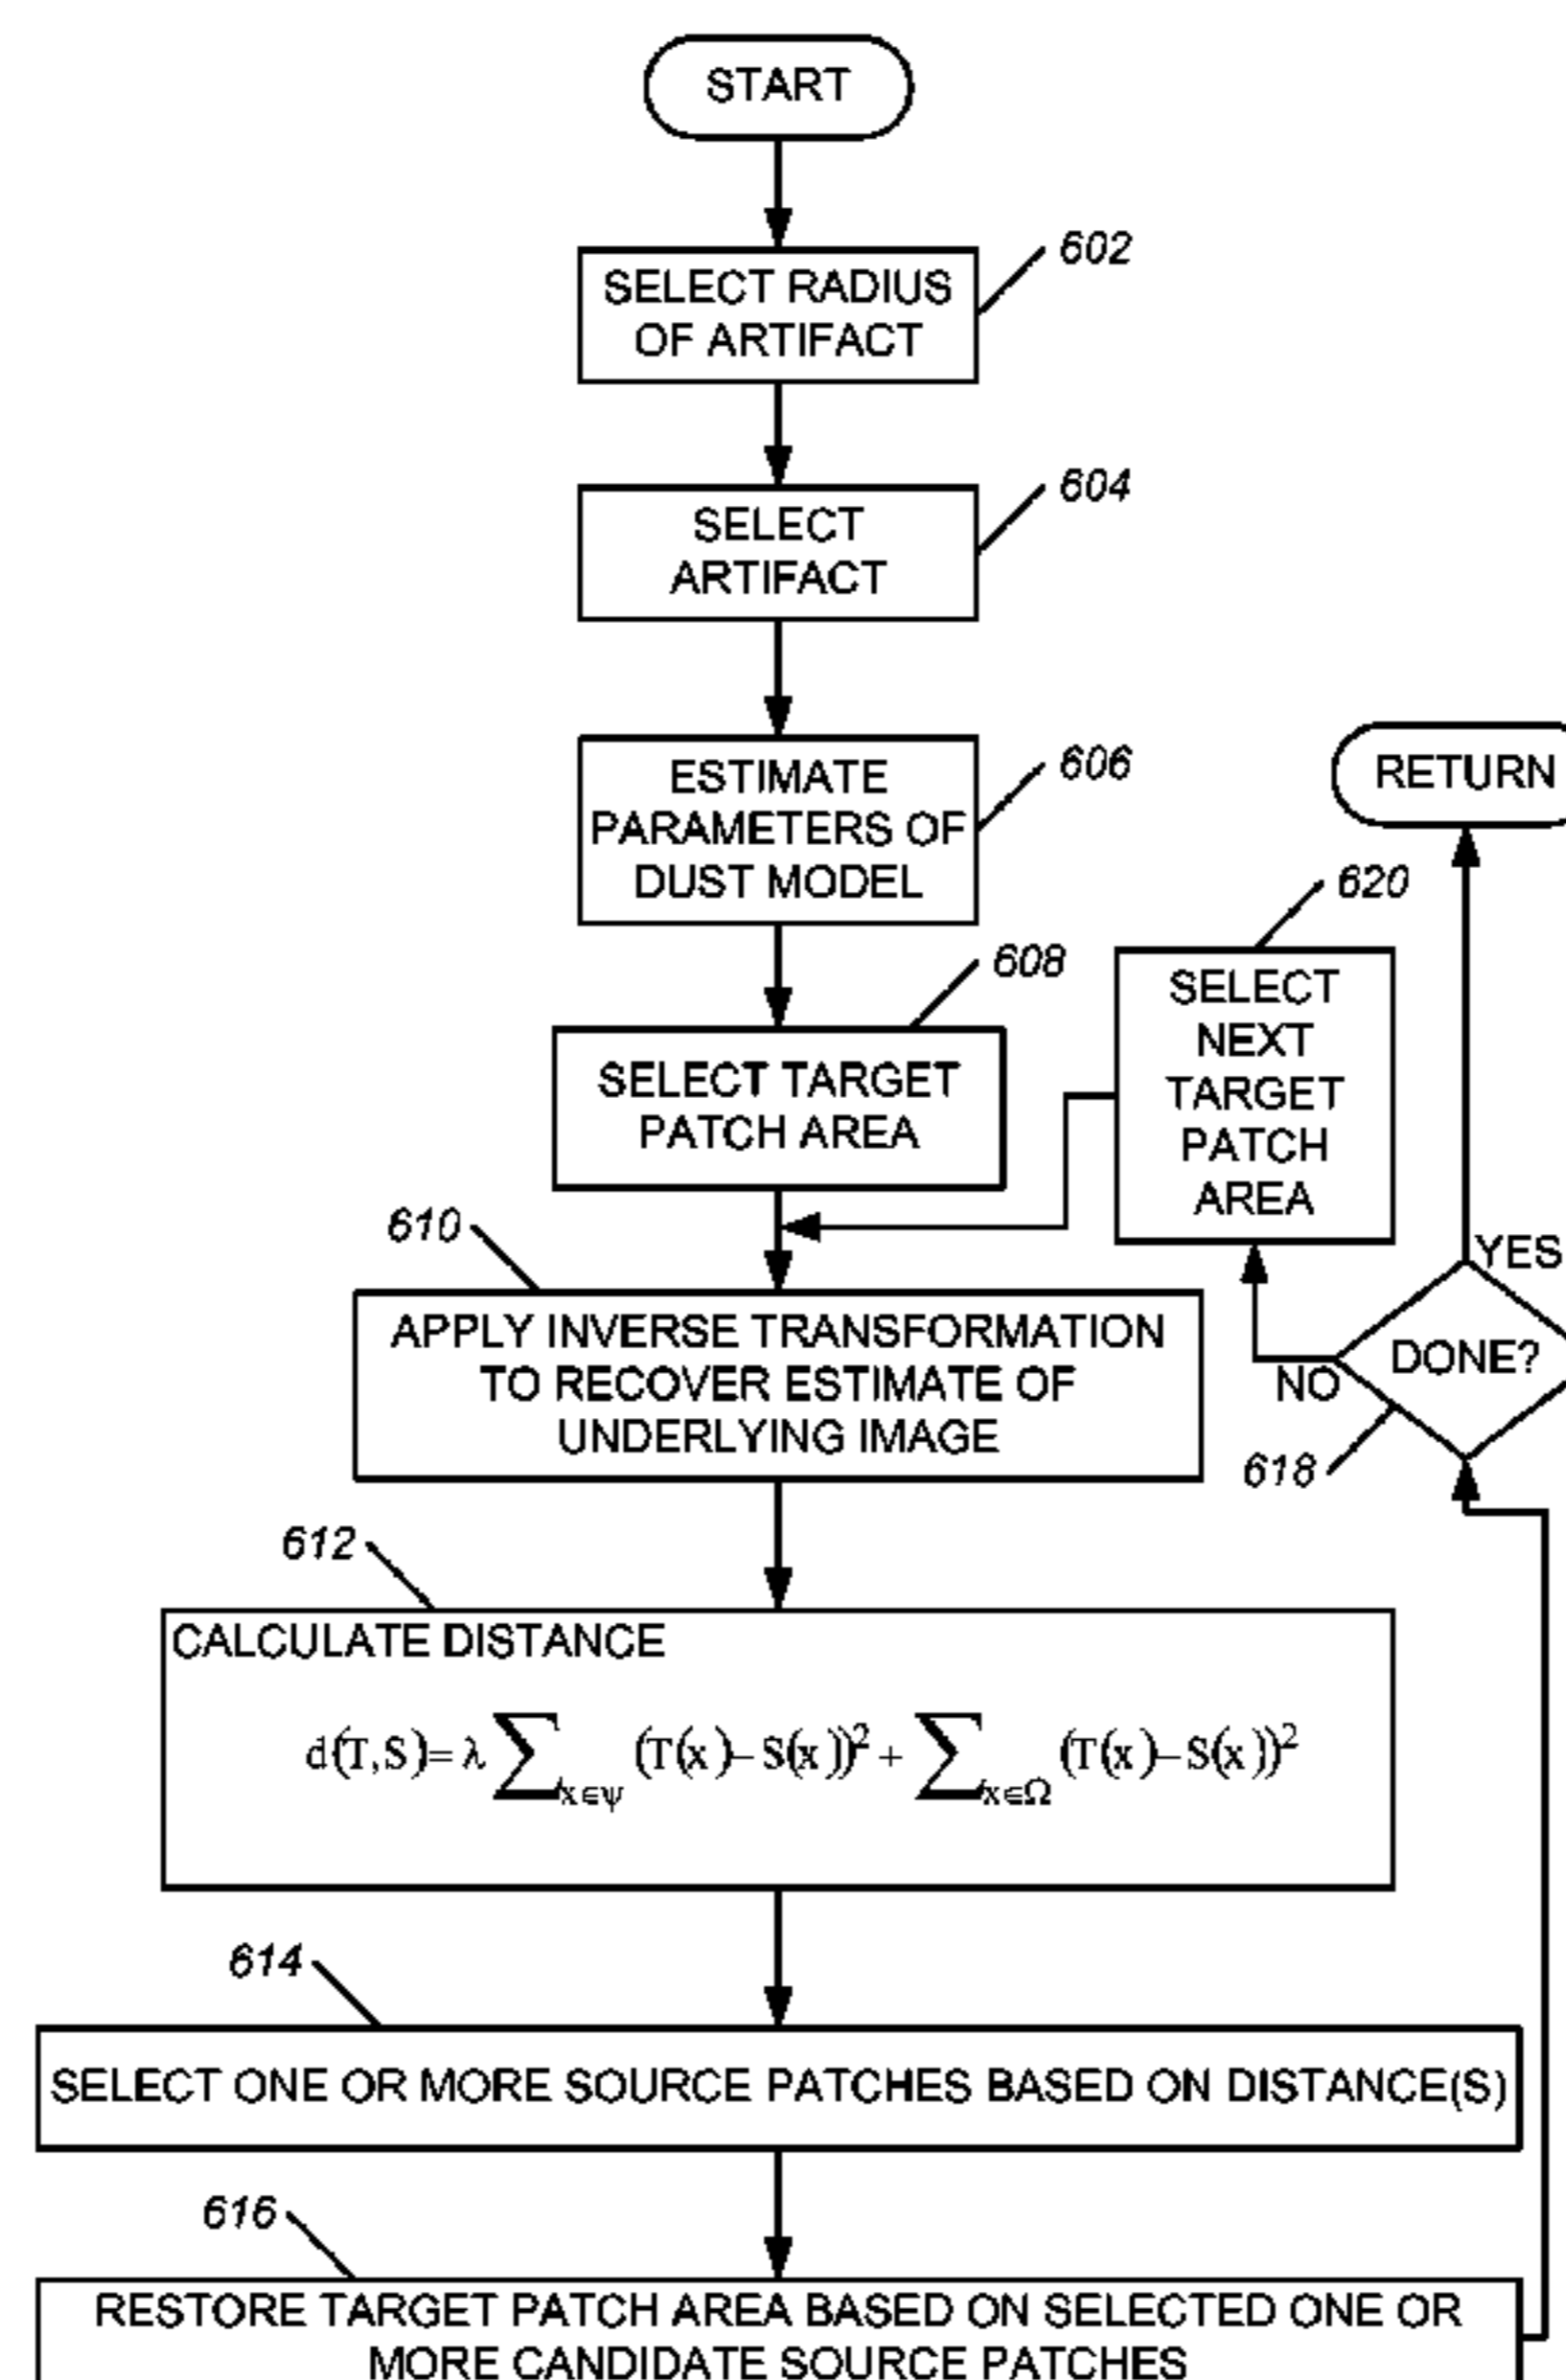 START
602
SELECT RADIUS
OF ARTIFACT
604
SELECT
ARTIFACT
606
ESTIMATE
PARAMETERS OF
DUST MODEL
RETURN
620
608
SELECT
NEXT
TARGET
PATCH
AREA
SELECT TARGET
PATCH AREA
610
YES
APPLY INVERSE TRANSFORMATION
TO RECOVER ESTIMATE OF
UNDERLYING IMAGE
DONE?
NO
618
612
CALCULATE DISTANCE
d(T,S)= λ ∑x∈ψ (T(x)– S(x))² + ∑x∈Ω (T(x)– S(x))²
614
SELECT ONE OR MORE SOURCE PATCHES BASED ON DISTANCE(S)
616
RESTORE TARGET PATCH AREA BASED ON SELECTED ONE OR
MORE CANDIDATE SOURCE PATCHES